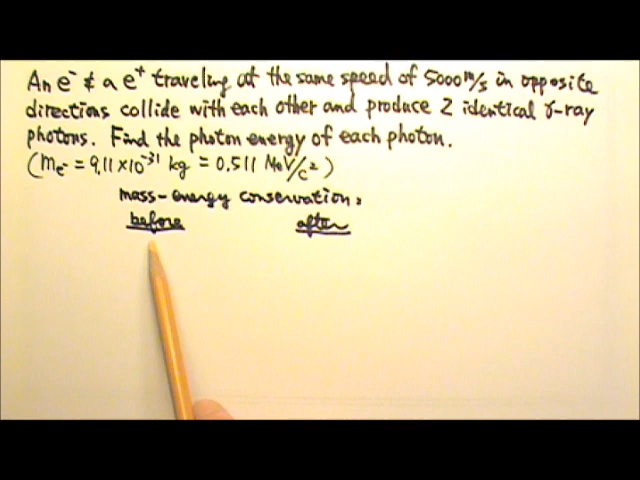 An e⁻ & a e⁺ traveling at the same speed of 5000 m/s in opposite
directions collide with each other and produce 2 identical γ-ray
photons. Find the photon energy of each photon.
(mₑ₋ = 9.11×10⁻³¹ kg = 0.511 MeV/c²)
mass-energy conservation:
before after